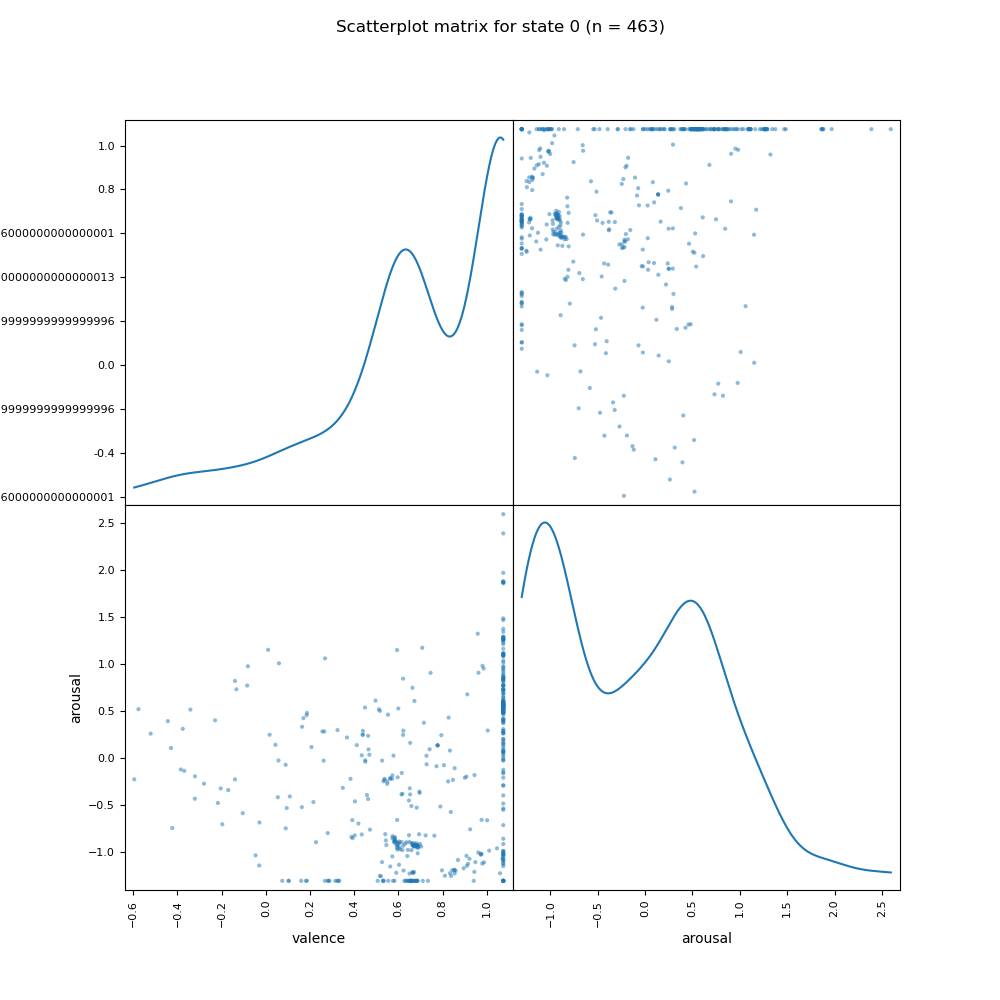 Scatterplot matrix for state 0 (n = 463)
1.0
0.8
6000000000000001
0.0
-0.4
6000000000000001
arousal
2.5
2.0
1.5
1.0
0.5
0.0
−0.5
−1.0
−0.6 −0.4 −0.2 0.0 0.2 0.4 0.6 0.8 1.0
−1.0 −0.5 0.0 0.5 1.0 1.5 2.0 2.5
valence arousal